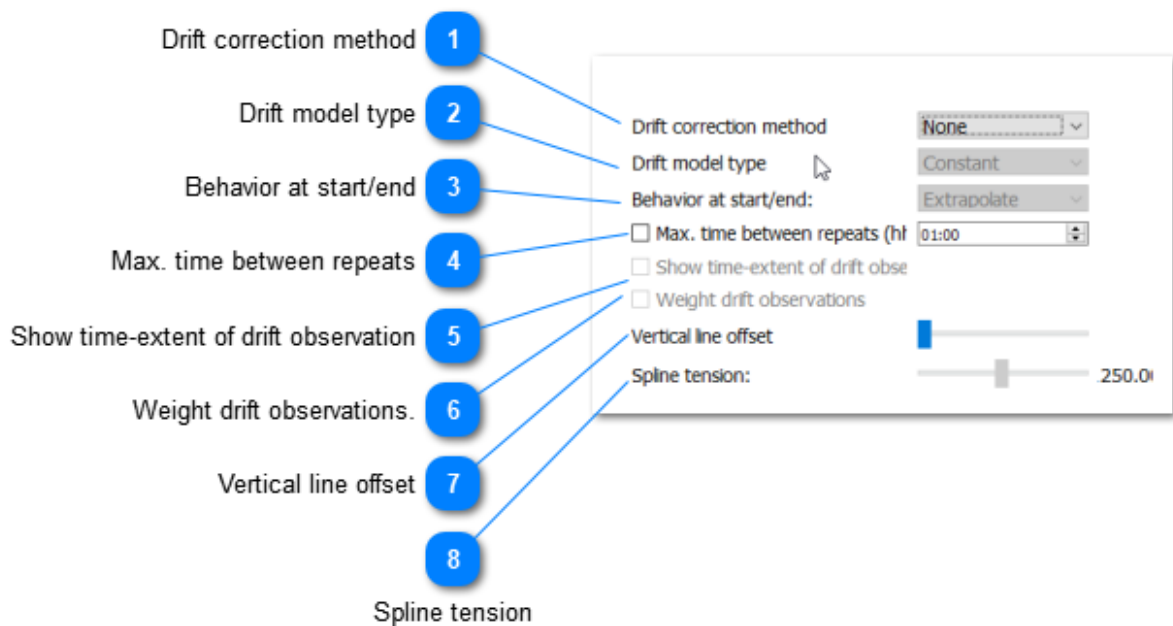 Drift correction method 1
Drift model type 2
Behavior at start/end 3
Max. time between repeats 4
Show time-extent of drift observation 5
Weight drift observations. 6
Vertical line offset 7
8
Spline tension
Drift correction method None
Drift model type Constant
Behavior at start/end: Extrapolate
Max. time between repeats (hh 01:00
Show time-extent of drift obse
Weight drift observations
Vertical line offset
Spline tension: 250.00